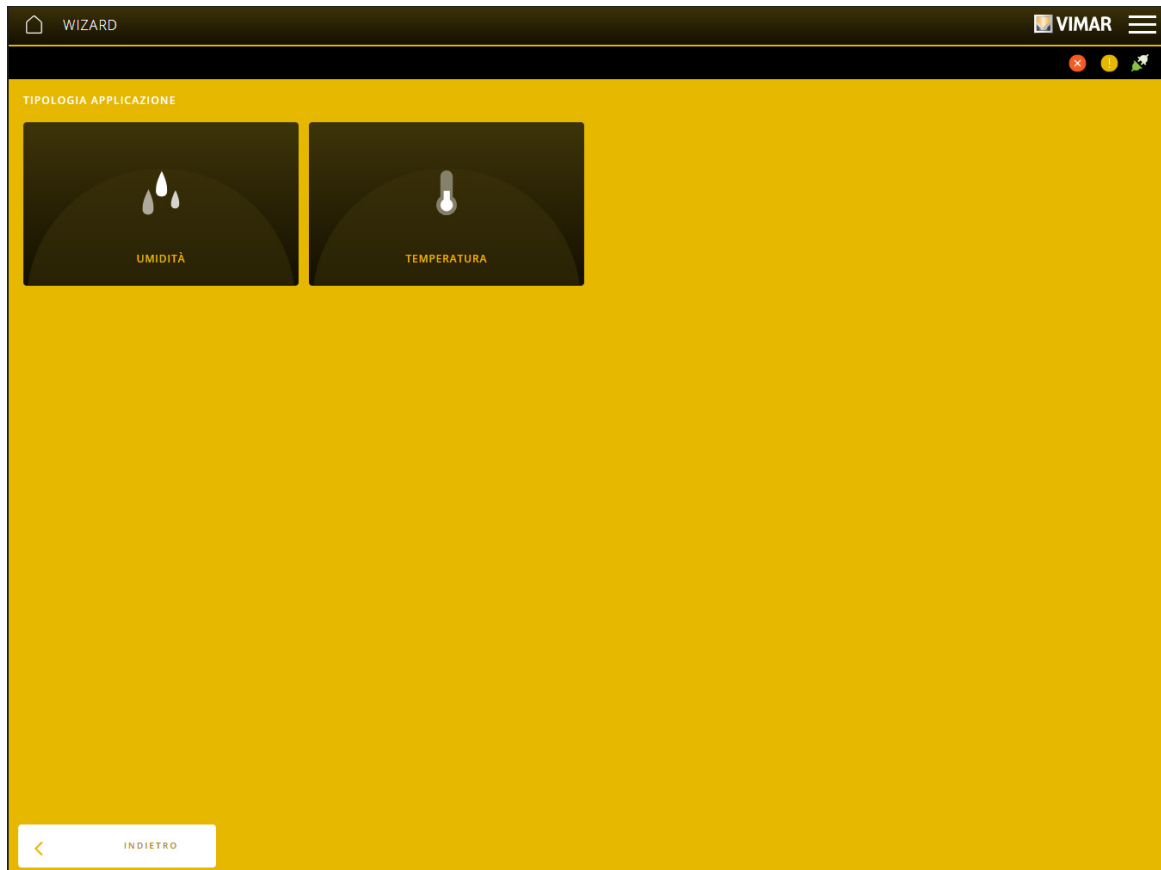 WIZARD
VIMAR
TIPOLOGIA APPLICAZIONE
UMIDITÀ
TEMPERATURA
INDIETRO